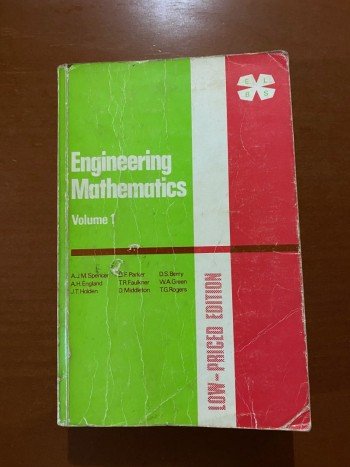 E L
B S
Engineering
Mathematics
Volume 1
A.J.M. Spencer D.F. Parker D.S. Berry
A.H. England T.R. Faulkner W.A. Green
J.T. Holden D. Middleton T.G. Rogers
LOW-PRICED EDITION